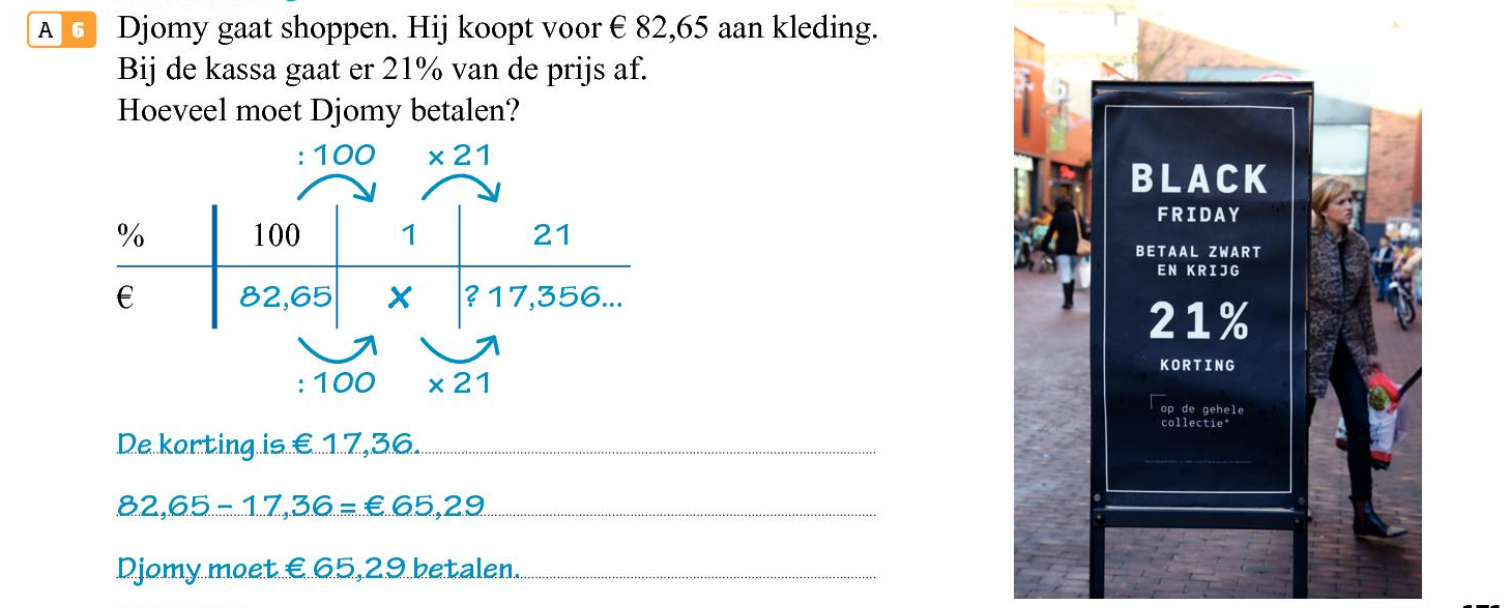 A 6 Djomy gaat shoppen. Hij koopt voor € 82,65 aan kleding.
Bij de kassa gaat er 21% van de prijs af.
Hoeveel moet Djomy betalen?
: 100 × 21
% 100 1 21
€ 82,65 × ? 17,356...
: 100 × 21
De korting is € 17,36.
82,65 – 17,36 = € 65,29
Djomy moet € 65,29 betalen.
BLACK
FRIDAY
BETAAL ZWART
EN KRIJG
21%
KORTING
op de gehele
collectie*